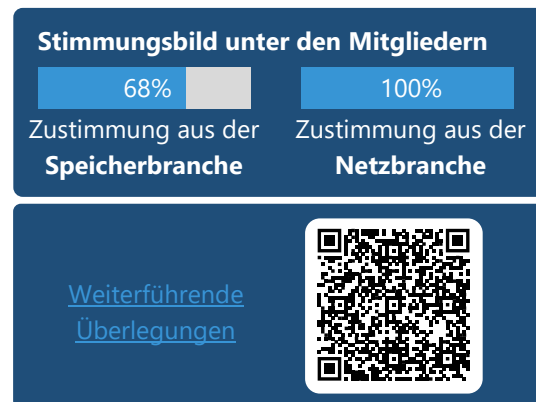 Stimmungsbild unter den Mitgliedern
68% 100%
Zustimmung aus der Zustimmung aus der
Speicherbranche Netzbranche
Weiterführende
Überlegungen